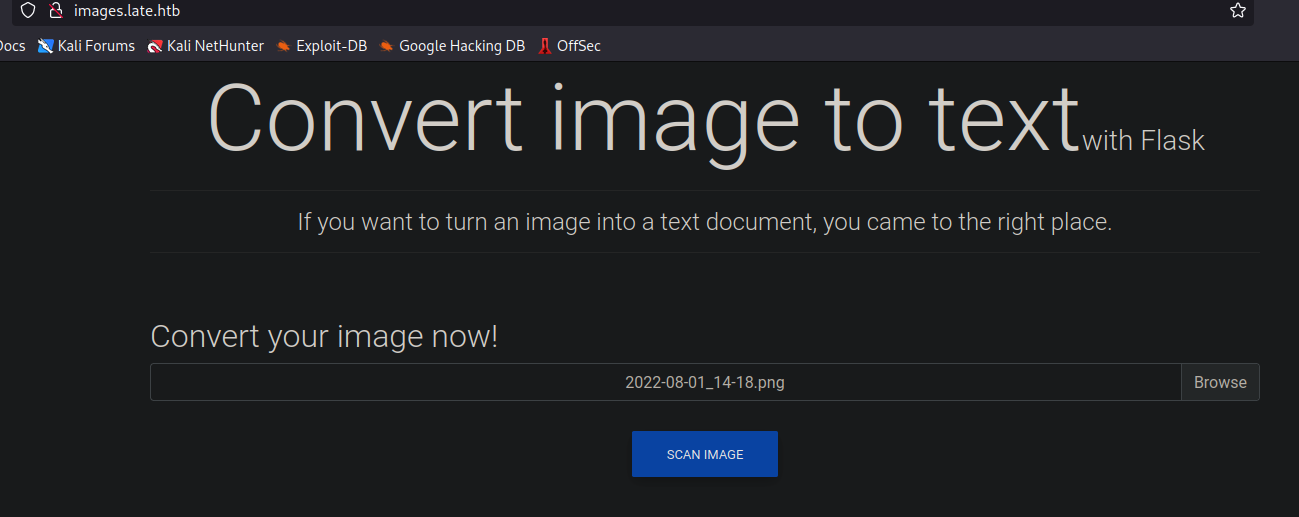 images.late.htb
Docs Kali Forums Kali NetHunter Exploit-DB Google Hacking DB OffSec
Convert image to text with Flask
If you want to turn an image into a text document, you came to the right place.
Convert your image now!
2022-08-01_14-18.png Browse
SCAN IMAGE